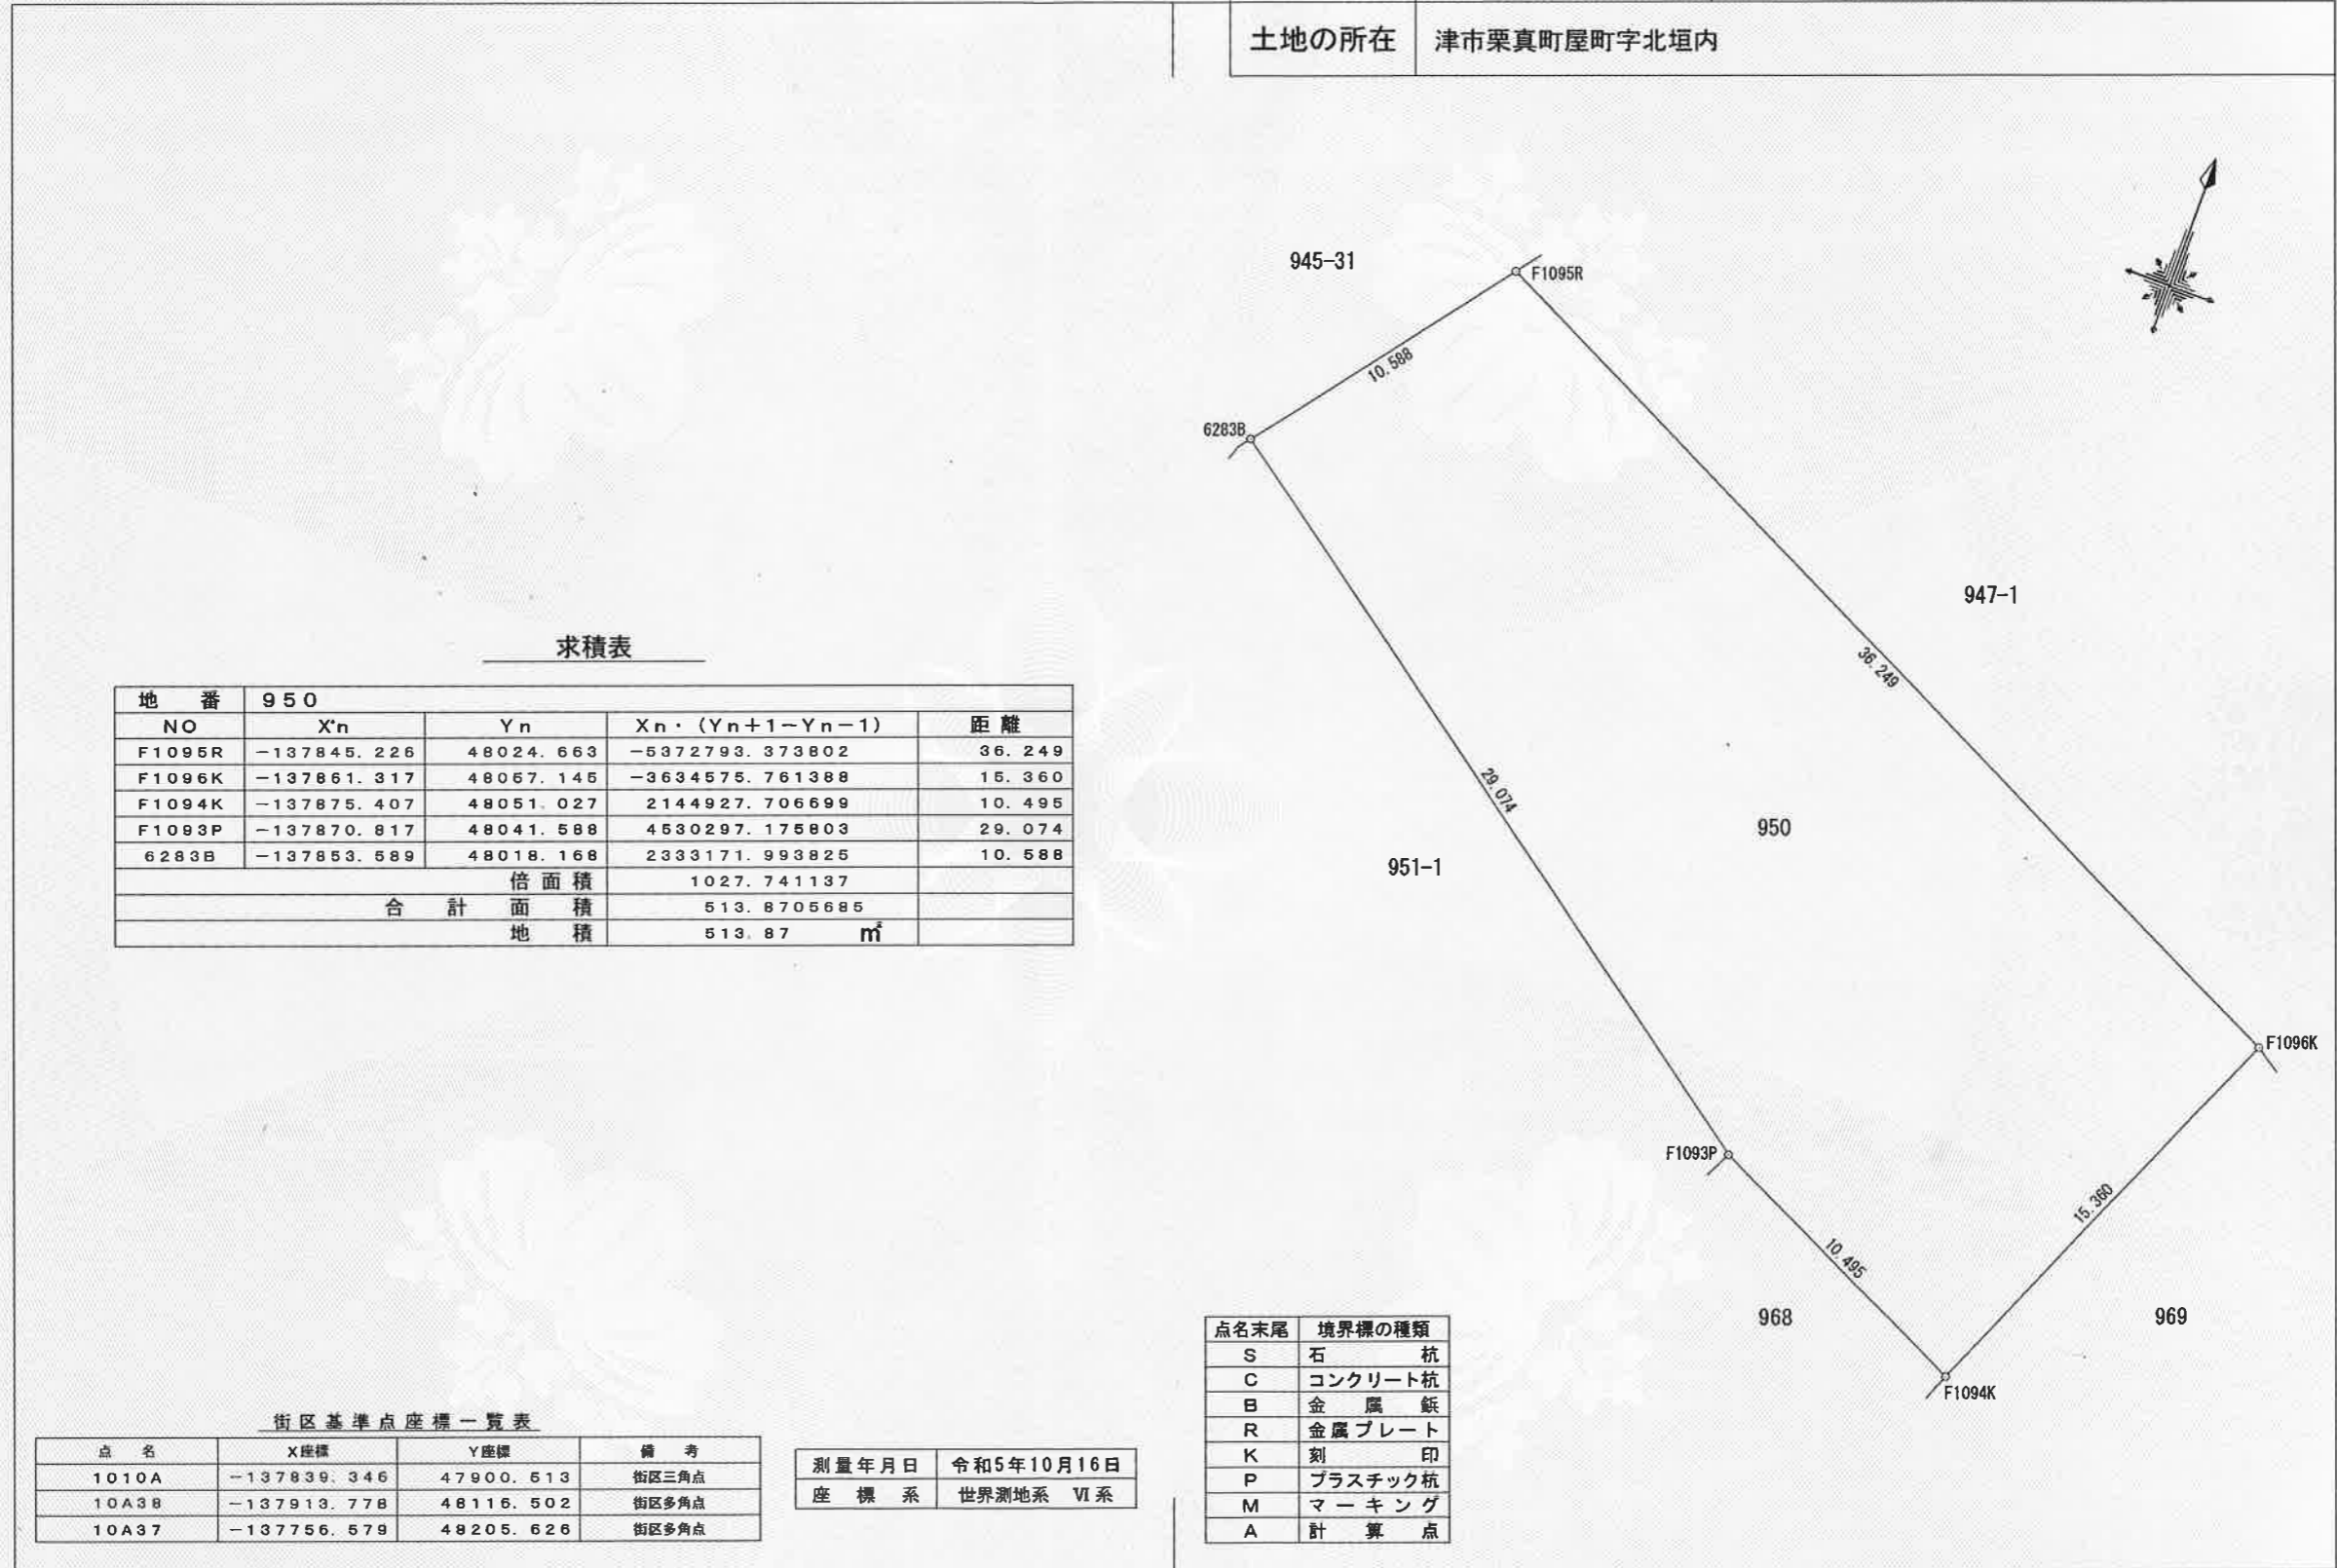 土地の所在 津市栗真町屋町字北垣内
945-31
F1095R
10.588
6283B
947-1
36.249
29.074
950
951-1
F1096K
F1093P
15.360
10.495
968
969
F1094K
求積表
地 番 950
NO Xn Yn Xn・(Yn+1−Yn−1) 距離
F1095R −137845.226 48024.663 −5372793.373802 36.249
F1096K −137861.317 48057.145 −3634575.761388 15.360
F1094K −137875.407 48051.027 2144927.706699 10.495
F1093P −137870.817 48041.588 4530297.175803 29.074
6283B −137853.589 48018.168 2333171.993825 10.588
倍面積 1027.741137
合計面積 513.8705685
地積 513.87 ㎡
街区基準点座標一覧表
点名 X座標 Y座標 備考
1010A −137839.346 47900.513 街区三角点
10A38 −137913.778 48116.502 街区多角点
10A37 −137756.579 48205.626 街区多角点
測量年月日 令和5年10月16日
座標系 世界測地系 Ⅵ系
点名末尾 境界標の種類
S 石杭
C コンクリート杭
B 金属鋲
R 金属プレート
K 刻印
P プラスチック杭
M マーキング
A 計算点